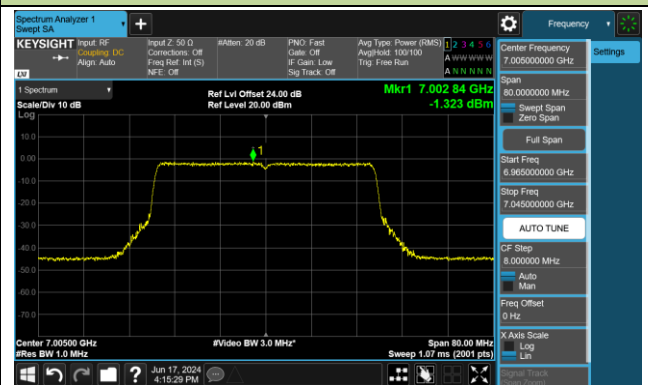 Spectrum Analyzer 1
Swept SA
Frequency
KEYSIGHT
Input: RF
Coupling: DC
Align: Auto
Input Z: 50 Ω
Corrections: Off
Freq Ref: Int (S)
NFE: Off
#Atten: 20 dB
PNO: Fast
Gate: Off
IF Gain: Low
Sig Track: Off
Avg Type: Power (RMS)
Avg|Hold: 100/100
Trig: Free Run
1 2 3 4 5 6
A W W W W W
A N N N N N
LXI
1 Spectrum
Scale/Div 10 dB
Log
Ref Lvl Offset 24.00 dB
Ref Level 20.00 dBm
Mkr1 7.002 84 GHz
-1.323 dBm
1
10.0
0.00
-10.0
-20.0
-30.0
-40.0
-50.0
-60.0
-70.0
Center 7.00500 GHz
#Res BW 1.0 MHz
#Video BW 3.0 MHz*
Span 80.00 MHz
Sweep 1.07 ms (2001 pts)
Center Frequency
7.005000000 GHz
Span
80.0000000 MHz
Swept Span
Zero Span
Full Span
Start Freq
6.965000000 GHz
Stop Freq
7.045000000 GHz
AUTO TUNE
CF Step
8.000000 MHz
Auto
Man
Freq Offset
0 Hz
X Axis Scale
Log
Lin
Signal Track
(Span Zoom)
Settings
Jun 17, 2024
4:15:29 PM